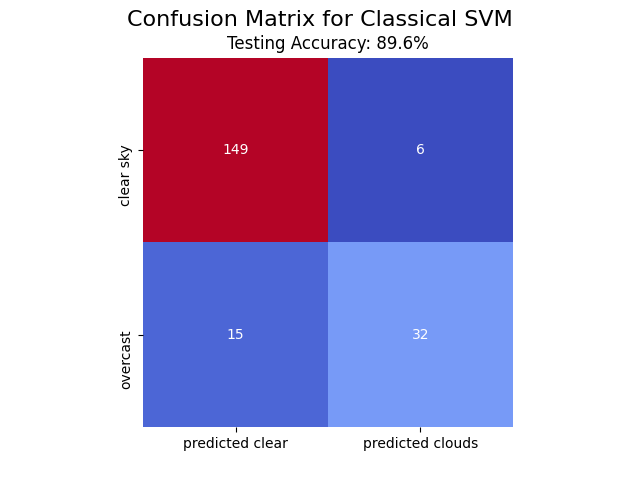 Confusion Matrix for Classical SVM
Testing Accuracy: 89.6%
clear sky
149
6
overcast
15
32
predicted clear
predicted clouds